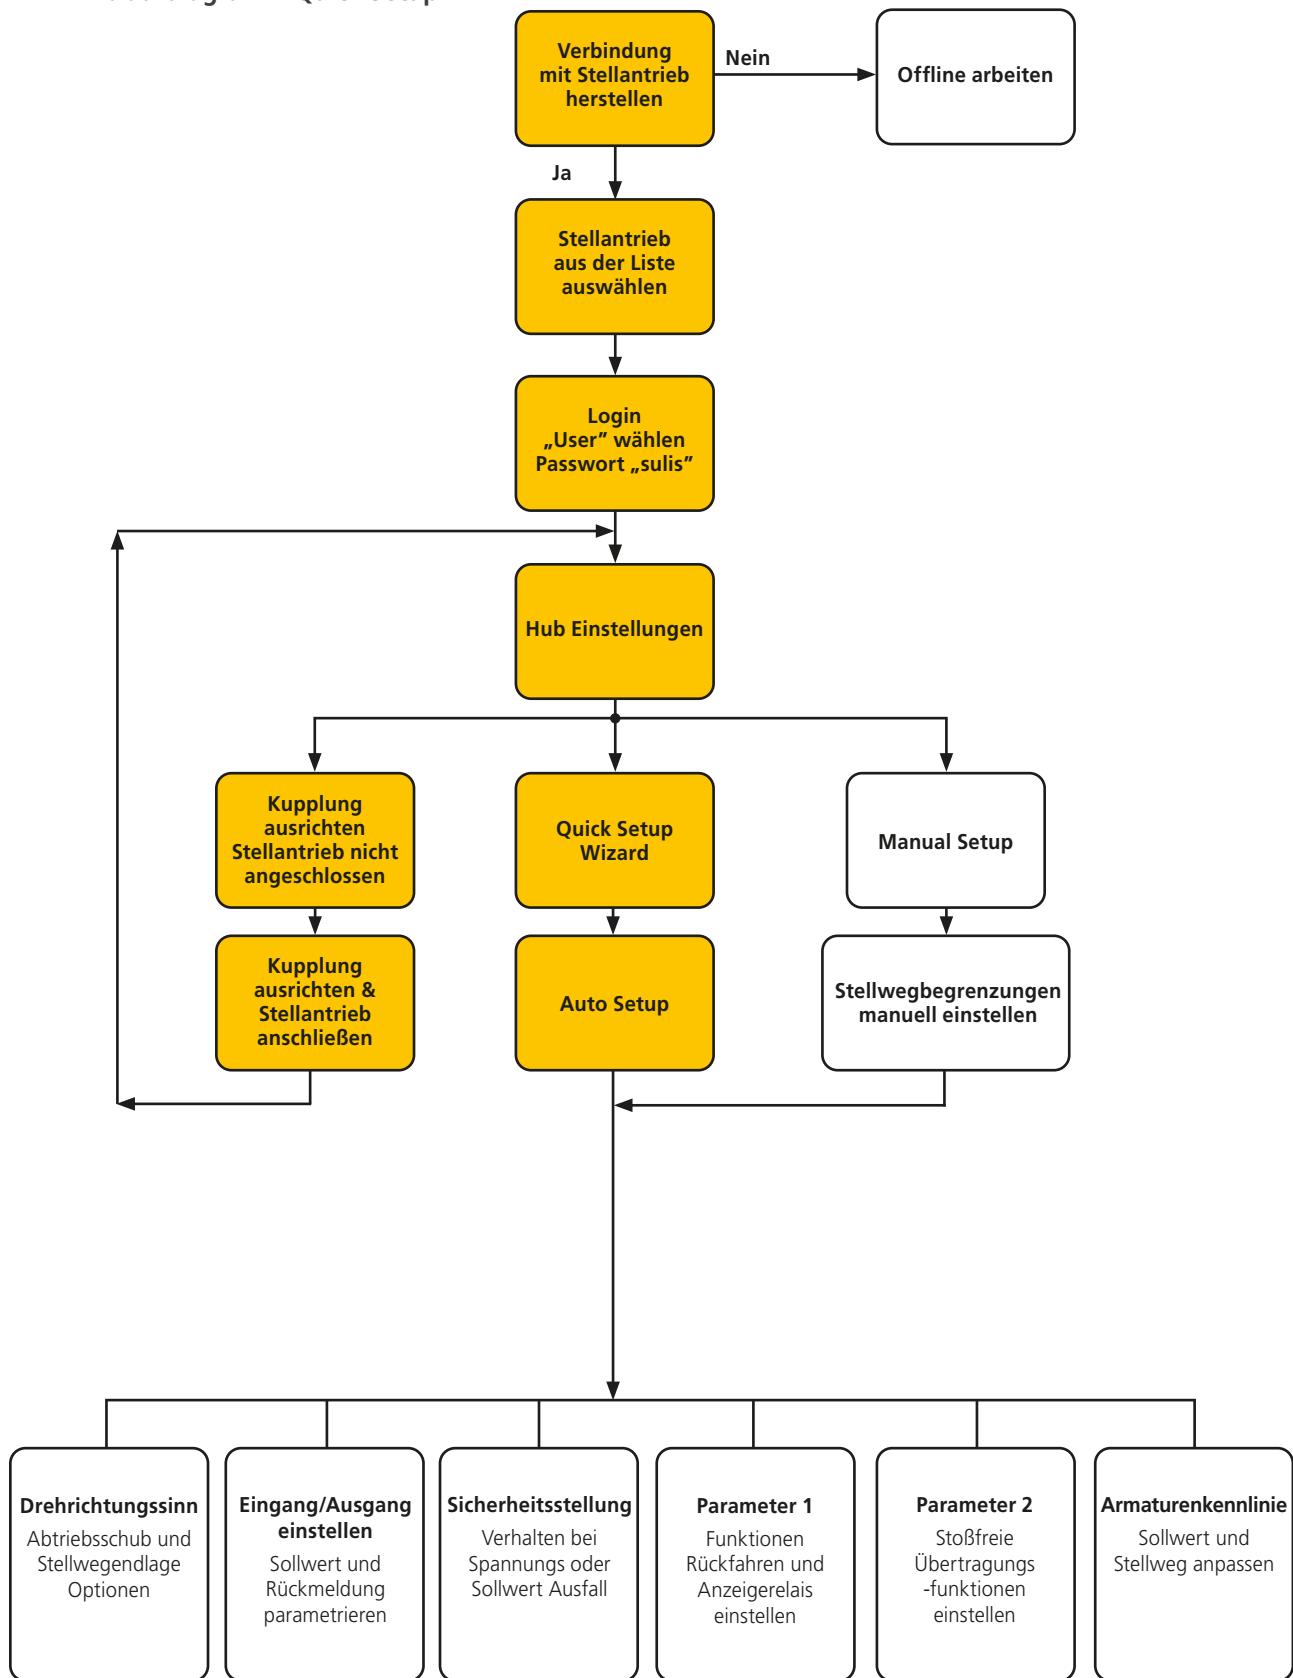 Verbindung
mit Stellantrieb
herstellen
Nein
Offline arbeiten
Ja
Stellantrieb
aus der Liste
auswählen
Login
„User” wählen
Passwort „sulis”
Hub Einstellungen
Kupplung
ausrichten
Stellantrieb nicht
angeschlossen
Quick Setup
Wizard
Manual Setup
Kupplung
ausrichten &
Stellantrieb
anschließen
Auto Setup
Stellwegbegrenzungen
manuell einstellen
Drehrichtungssinn
Abtriebsschub und
Stellwegendlage
Optionen
Eingang/Ausgang
einstellen
Sollwert und
Rückmeldung
parametrieren
Sicherheitsstellung
Verhalten bei
Spannungs oder
Sollwert Ausfall
Parameter 1
Funktionen
Rückfahren und
Anzeigerelais
einstellen
Parameter 2
Stoßfreie
Übertragungs
-funktionen
einstellen
Armaturenkennlinie
Sollwert und
Stellweg anpassen